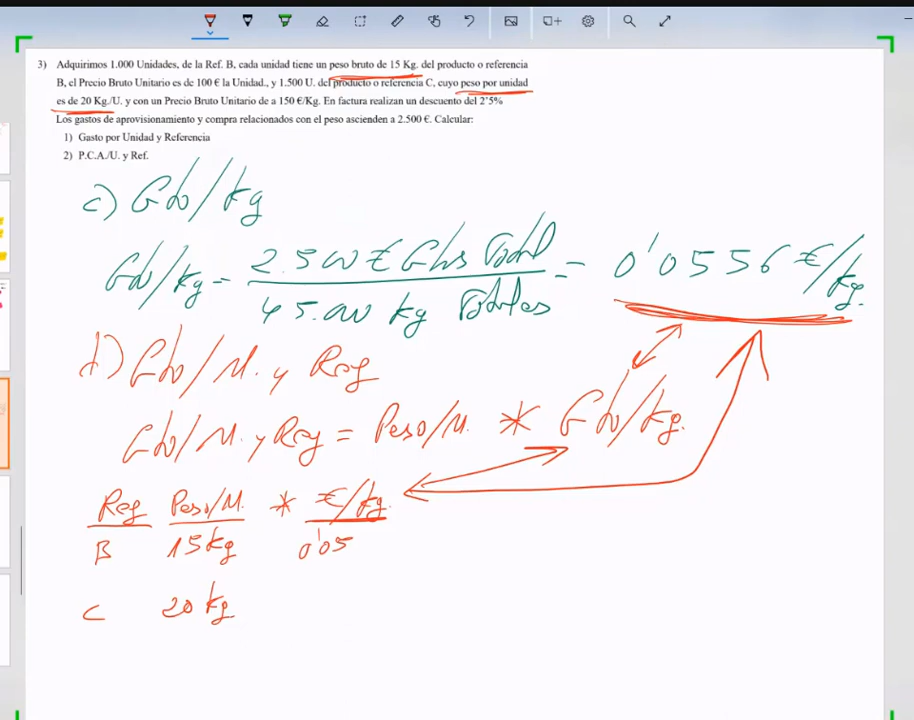 3) Adquirimos 1.000 Unidades, de la Ref. B, cada unidad tiene un peso bruto de 15 Kg. del producto o referencia
B, el Precio Bruto Unitario es de 100 € la Unidad., y 1.500 U. del producto o referencia C, cuyo peso por unidad
es de 20 Kg./U. y con un Precio Bruto Unitario de a 150 €/Kg. En factura realizan un descuento del 2'5%
Los gastos de aprovisionamiento y compra relacionados con el peso ascienden a 2.500 €. Calcular:
1) Gasto por Unidad y Referencia
2) P.C.A./U. y Ref.
c) Gto/kg
Gto/kg = 2.500 € Gtos Total = 0'0556 €/kg.
45.000 kg Totales
d) Gto/U. y Ref
Gto/U. y Ref = Peso/U. * Gto/kg.
Ref Peso/U. * €/kg.
B 15 kg 0'05
C 20 kg